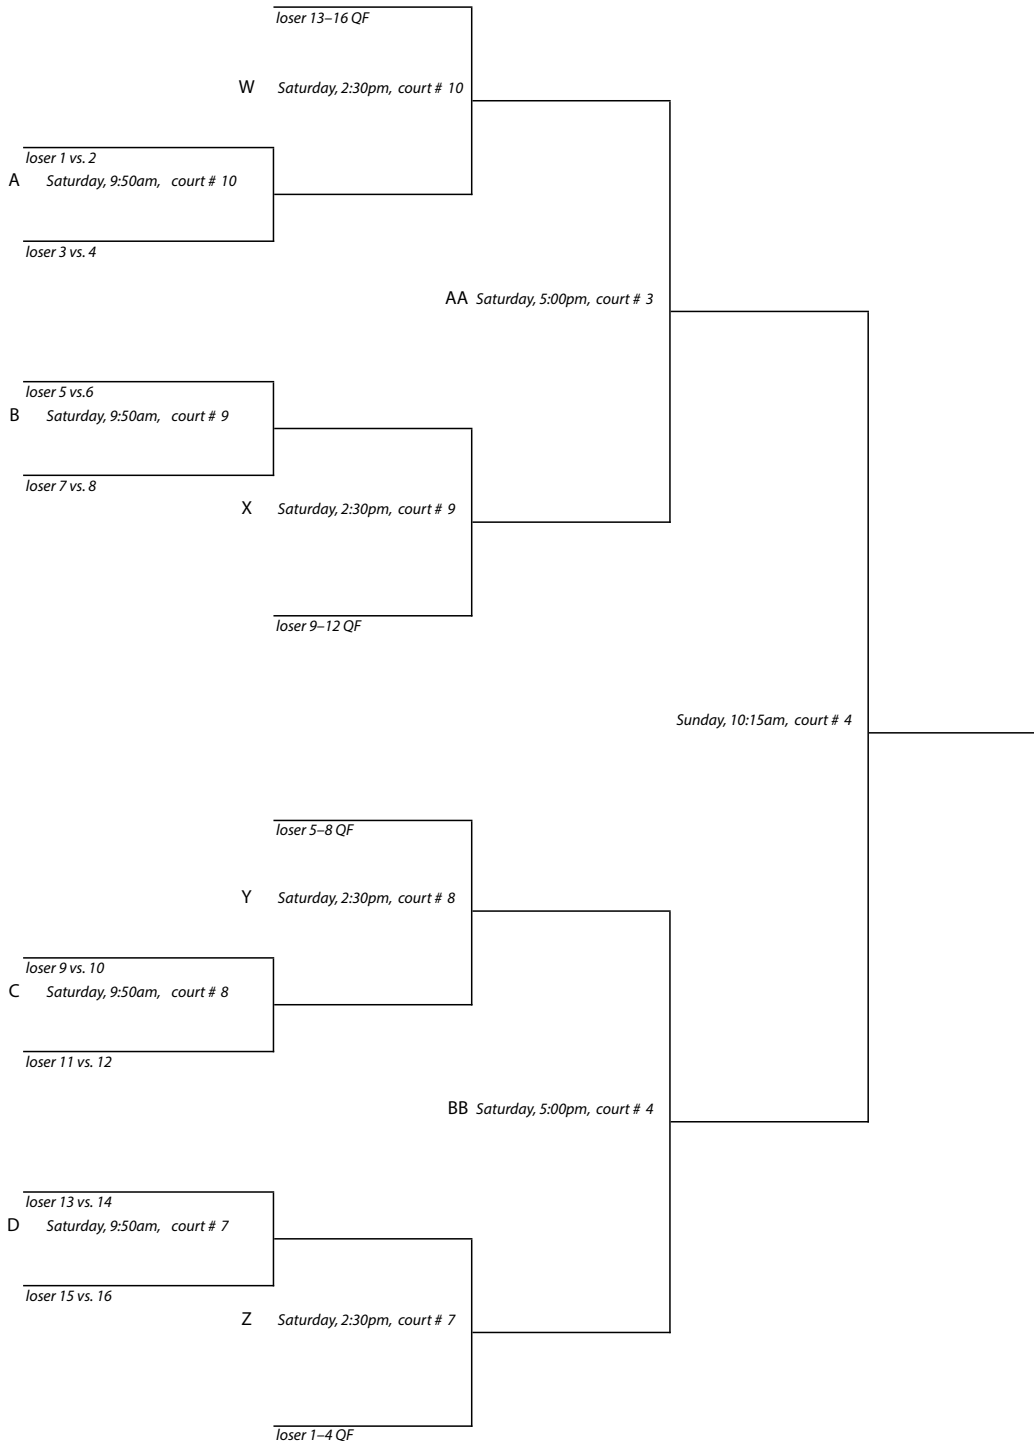 loser 13–16 QF
W Saturday, 2:30pm, court # 10
loser 1 vs. 2
A Saturday, 9:50am, court # 10
loser 3 vs. 4
AA Saturday, 5:00pm, court # 3
loser 5 vs.6
B Saturday, 9:50am, court # 9
loser 7 vs. 8
X Saturday, 2:30pm, court # 9
loser 9–12 QF
Sunday, 10:15am, court # 4
loser 5–8 QF
Y Saturday, 2:30pm, court # 8
loser 9 vs. 10
C Saturday, 9:50am, court # 8
loser 11 vs. 12
BB Saturday, 5:00pm, court # 4
loser 13 vs. 14
D Saturday, 9:50am, court # 7
loser 15 vs. 16
Z Saturday, 2:30pm, court # 7
loser 1–4 QF